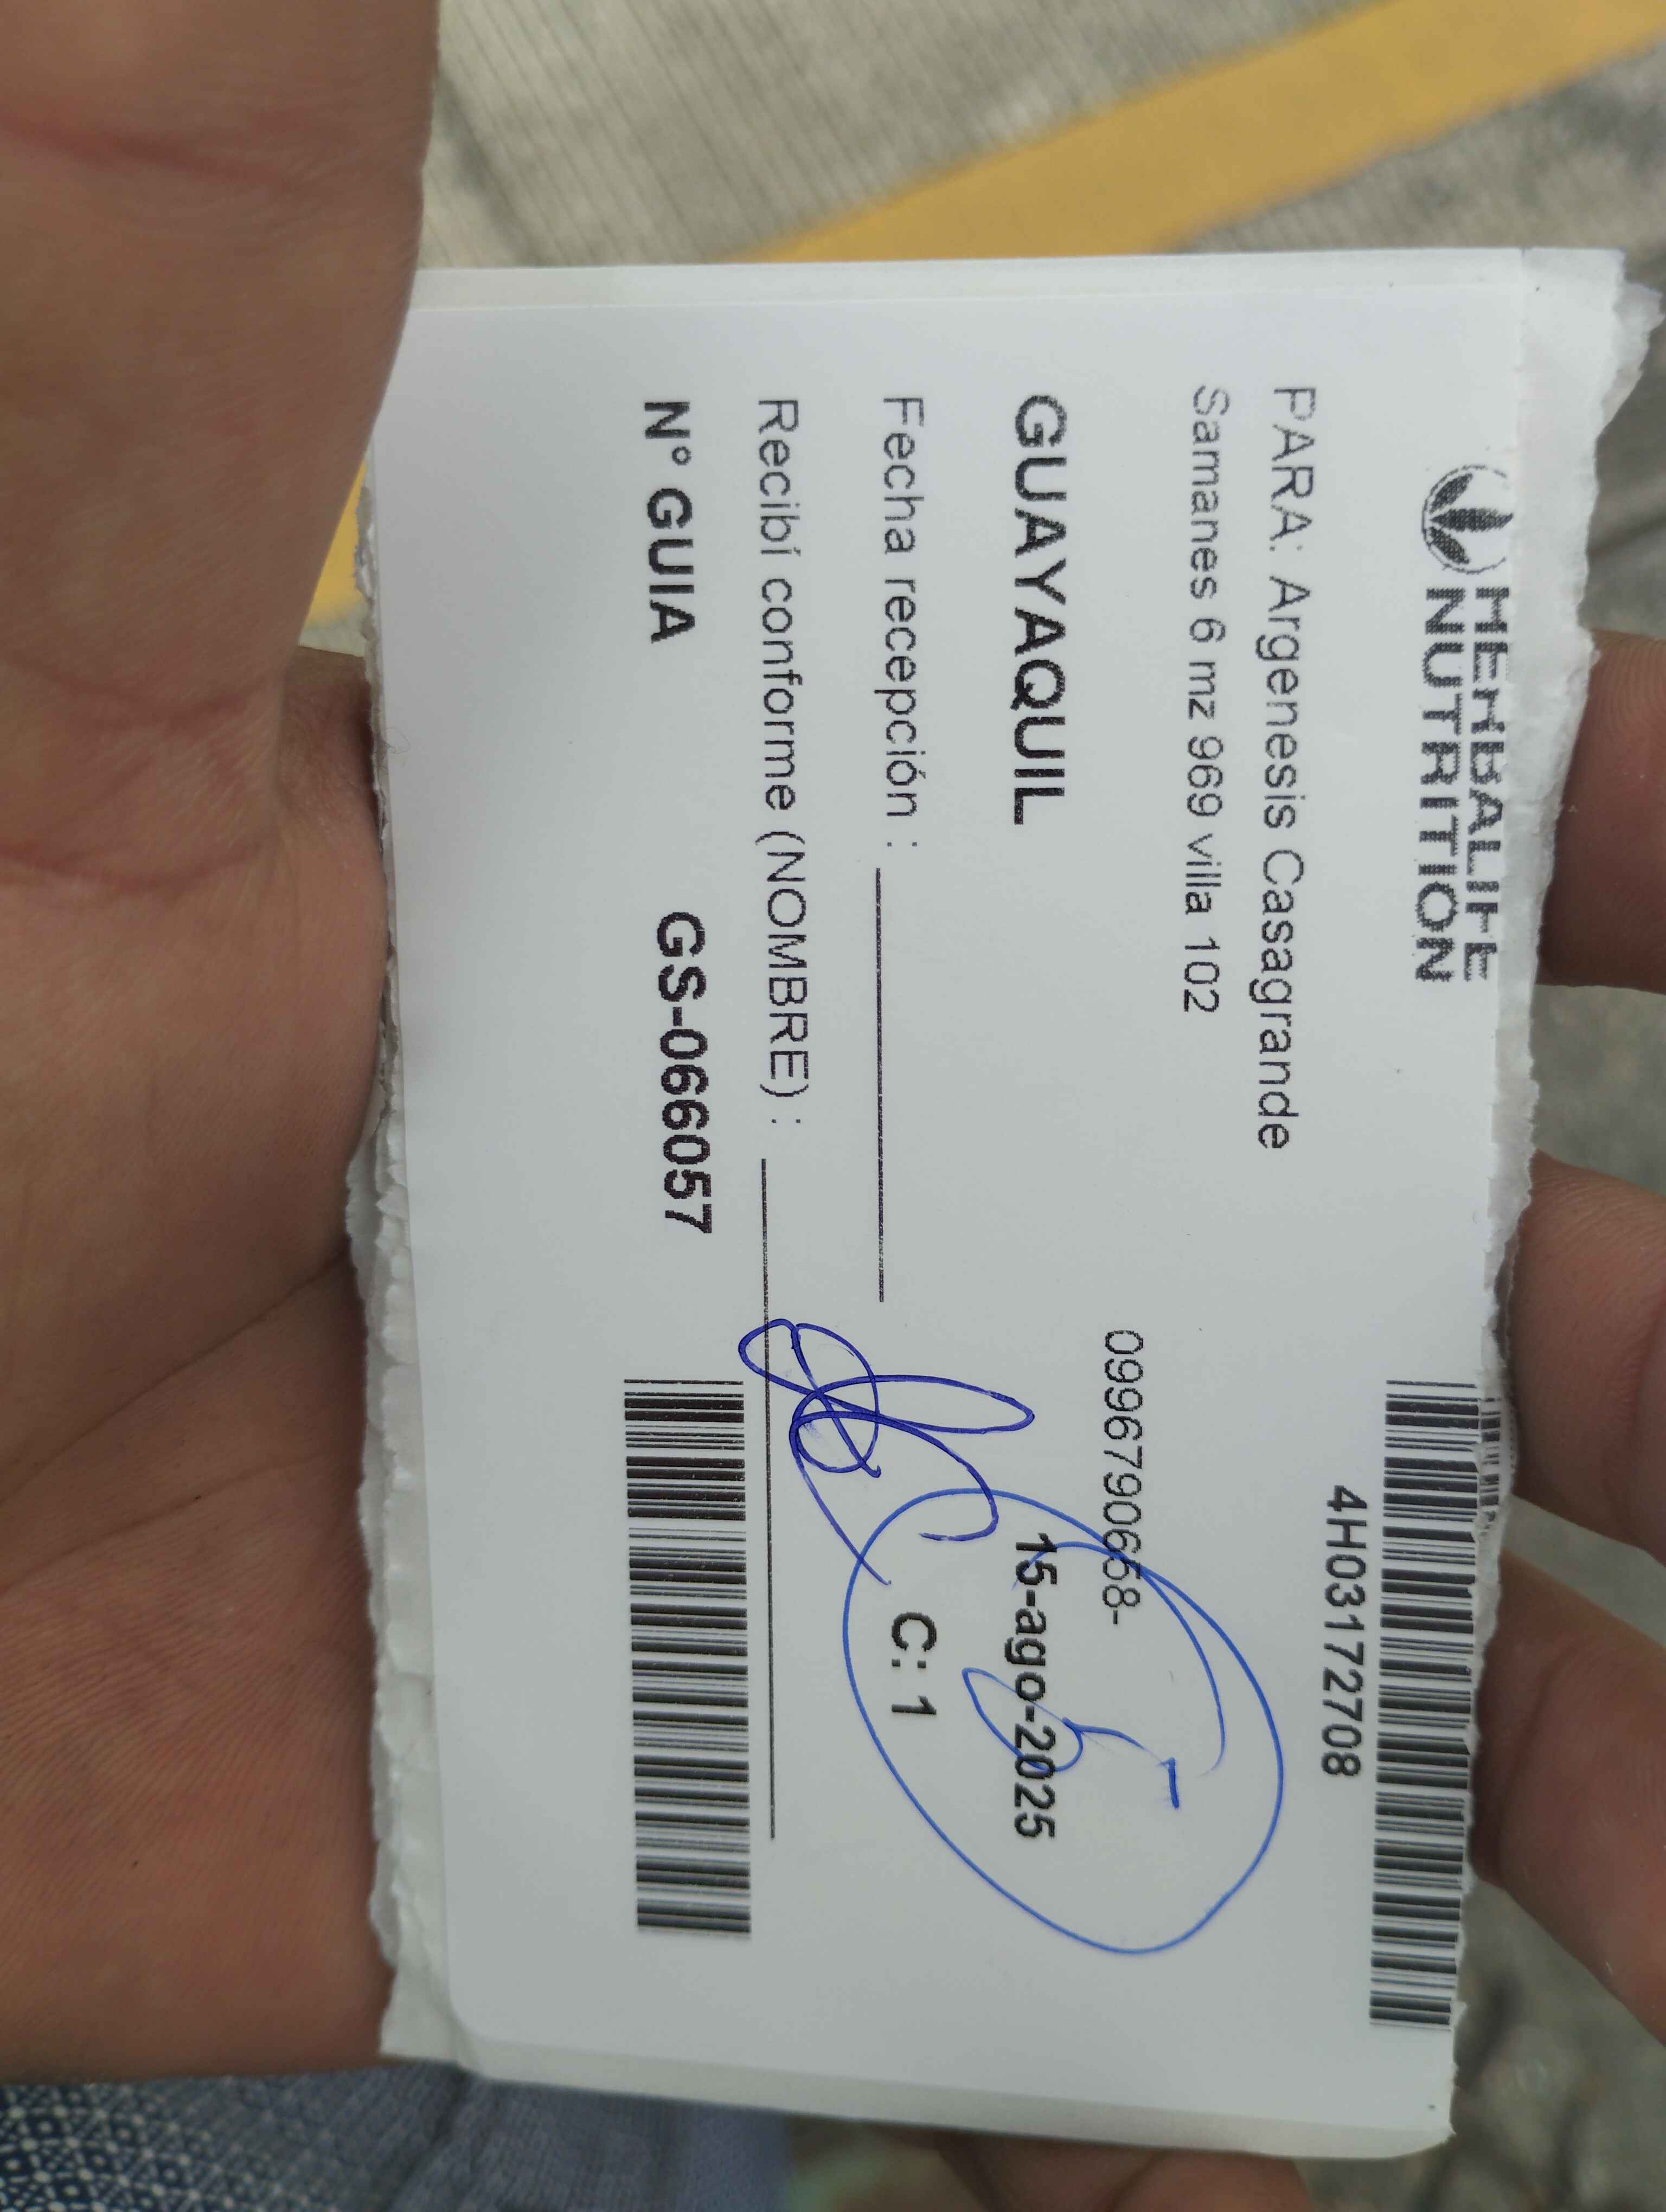 HERBALIFE
NUTRITION
4H03172708
PARA: Argenesis Casagrande
Samanes 6 mz 969 villa 102
0996790658-
GUAYAQUIL
15-ago-2025
Fecha recepción :
C: 1
Recibí conforme (NOMBRE) :
N° GUIA GS-066057